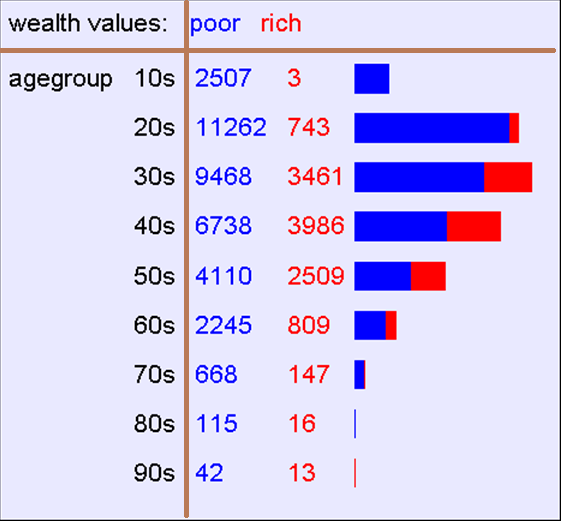 wealth values: poor rich
agegroup 10s 2507 3
20s 11262 743
30s 9468 3461
40s 6738 3986
50s 4110 2509
60s 2245 809
70s 668 147
80s 115 16
90s 42 13